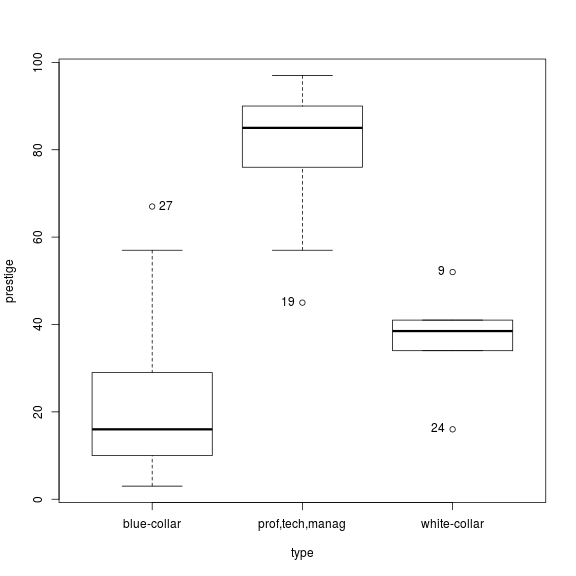 100
80
60
40
20
0
prestige
27
19
9
24
blue-collar
prof,tech,manag
white-collar
type